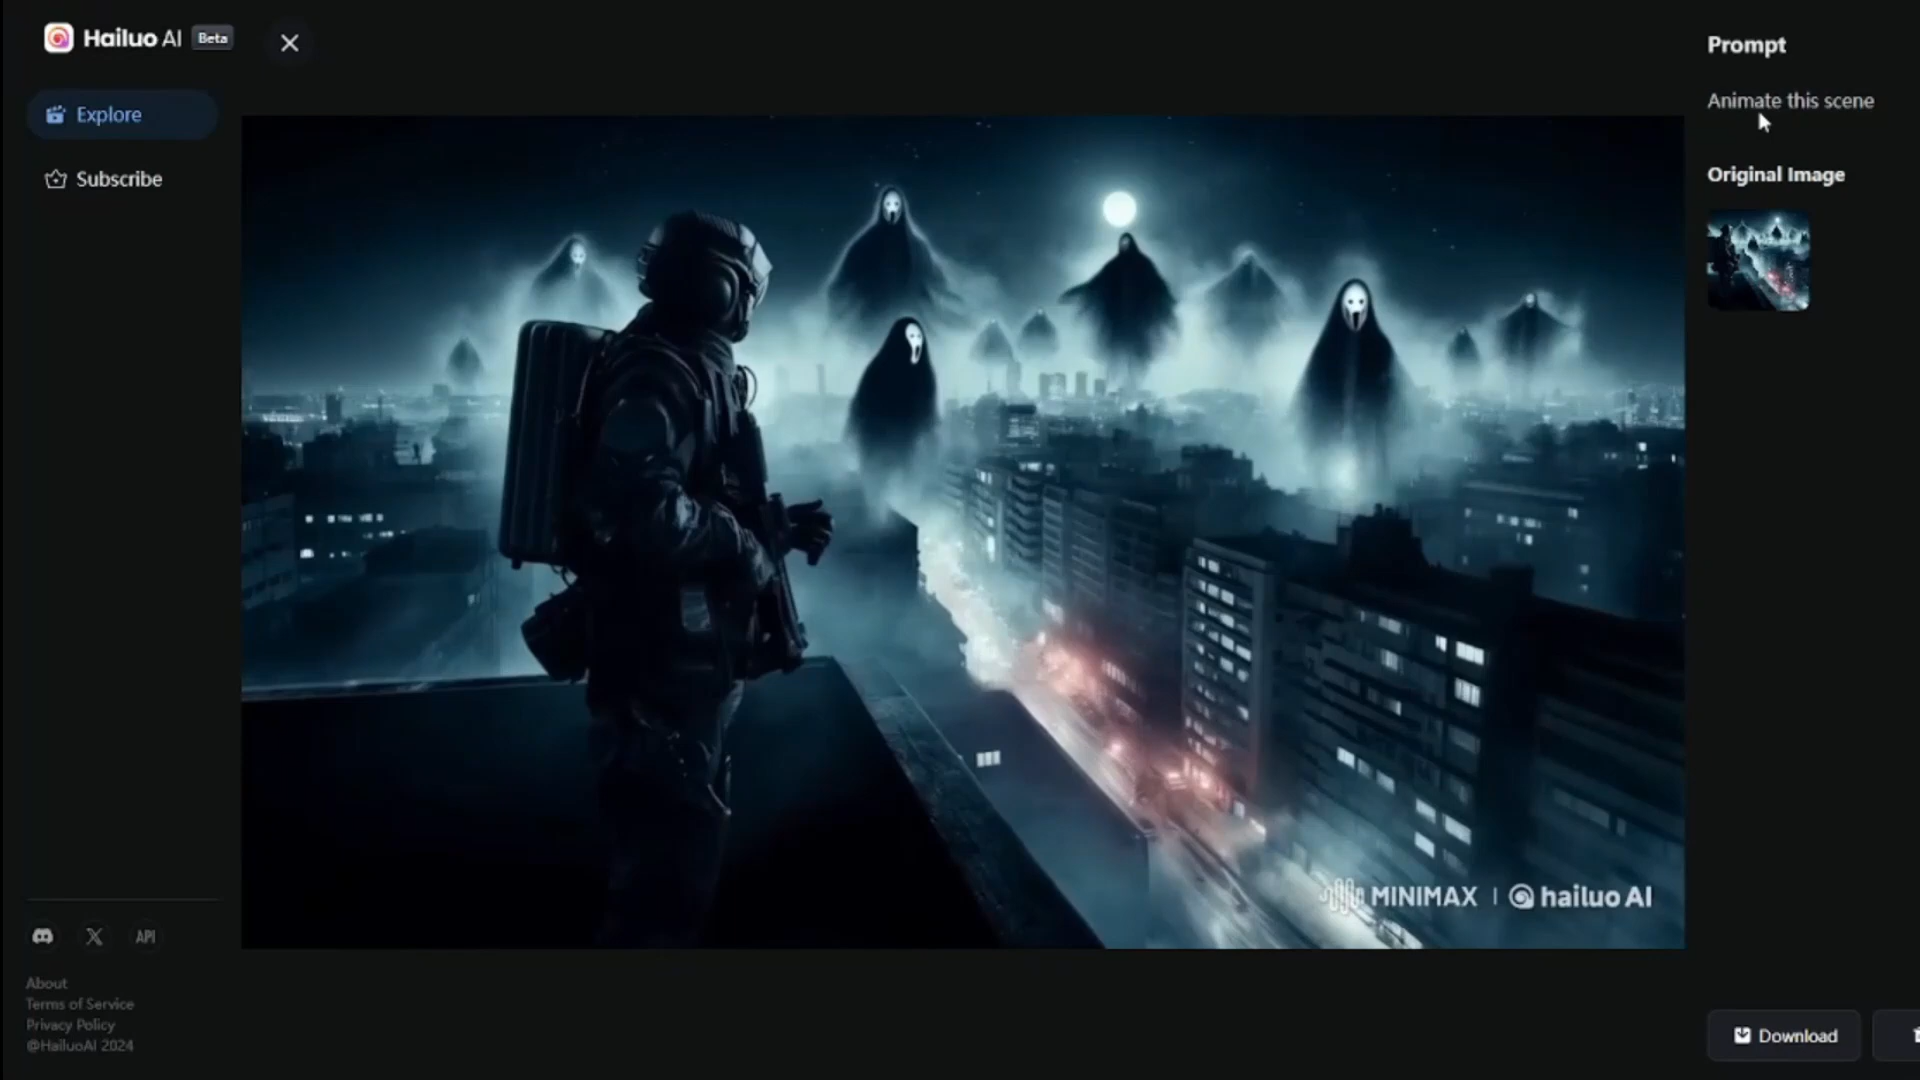 Hailuo AI Beta
Explore
Subscribe
API
About
Terms of Service
Privacy Policy
@HailuoAI 2024
MINIMAX | hailuo AI
Prompt
Animate this scene
Original Image
Download